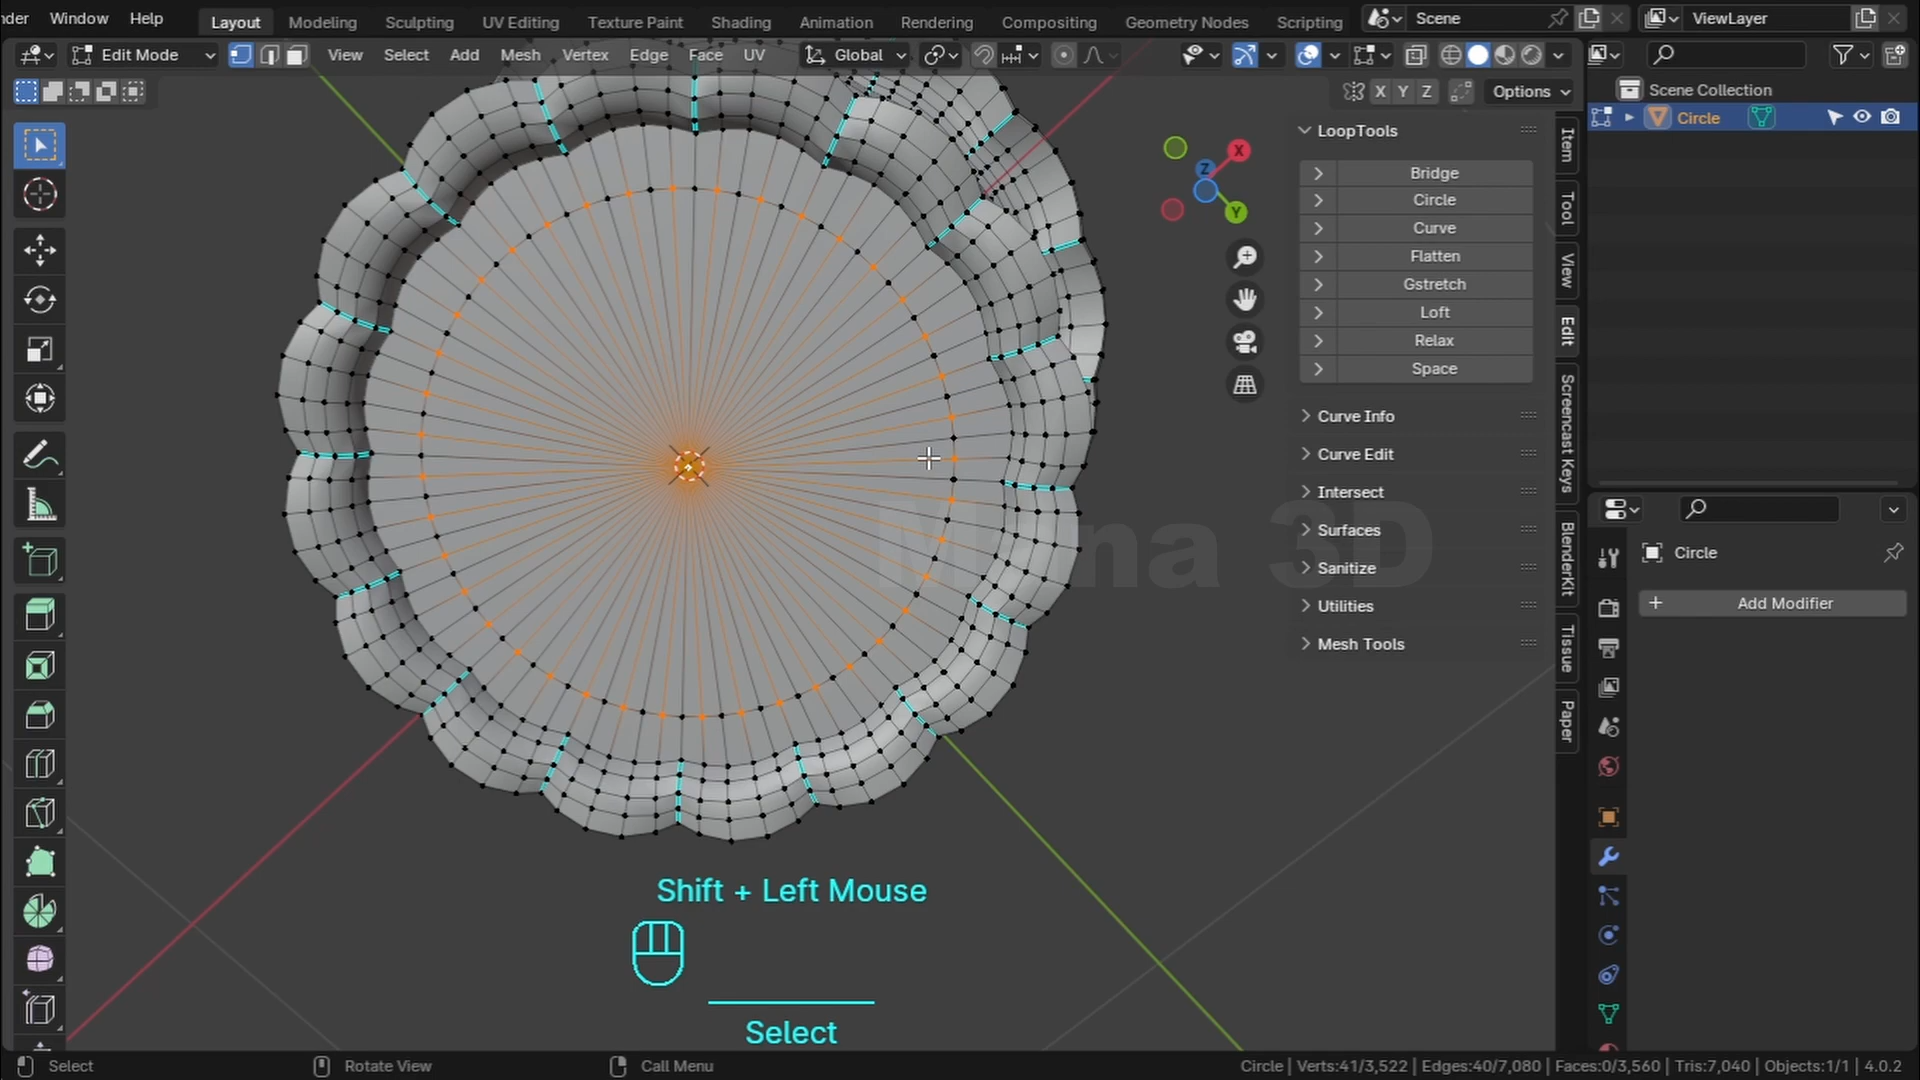 nder Window Help
Layout Modeling Sculpting UV Editing Texture Paint Shading Animation Rendering Compositing Geometry Nodes Scripting
Scene
ViewLayer
Edit Mode
View Select Add Mesh Vertex Edge Face UV
Global
X Y Z
Options
Scene Collection
Circle
LoopTools
Bridge
Circle
Curve
Flatten
Gstretch
Loft
Relax
Space
Curve Info
Curve Edit
Intersect
Surfaces
Sanitize
Utilities
Mesh Tools
Item
Tool
View
Edit
Screencast Keys
BlenderKit
Tissue
Paper
X
Z
Y
Circle
Add Modifier
Shift + Left Mouse
Select
Select
Rotate View
Call Menu
Circle | Verts:41/3,522 | Edges:40/7,080 | Faces:0/3,560 | Tris:7,040 | Objects:1/1 | 4.0.2